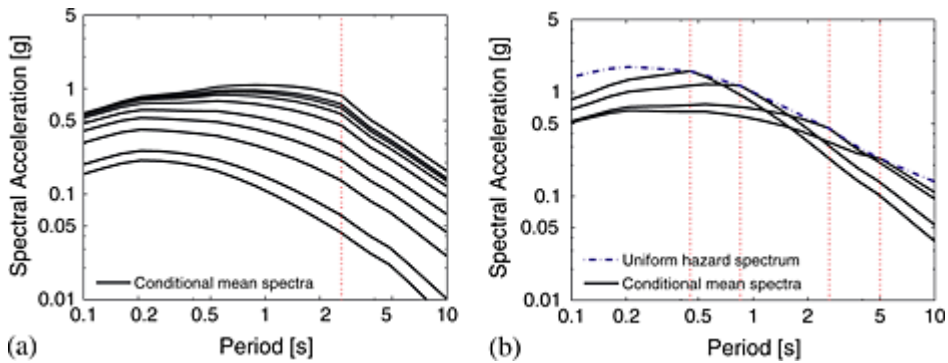 5
1
0.5
0.1
0.05
0.01
Spectral Acceleration [g]
Conditional mean spectra
0.1 0.2 0.5 1 2 5 10
Period [s]
(a)
5
1
0.5
0.1
0.05
0.01
Spectral Acceleration [g]
Uniform hazard spectrum
Conditional mean spectra
0.1 0.2 0.5 1 2 5 10
Period [s]
(b)